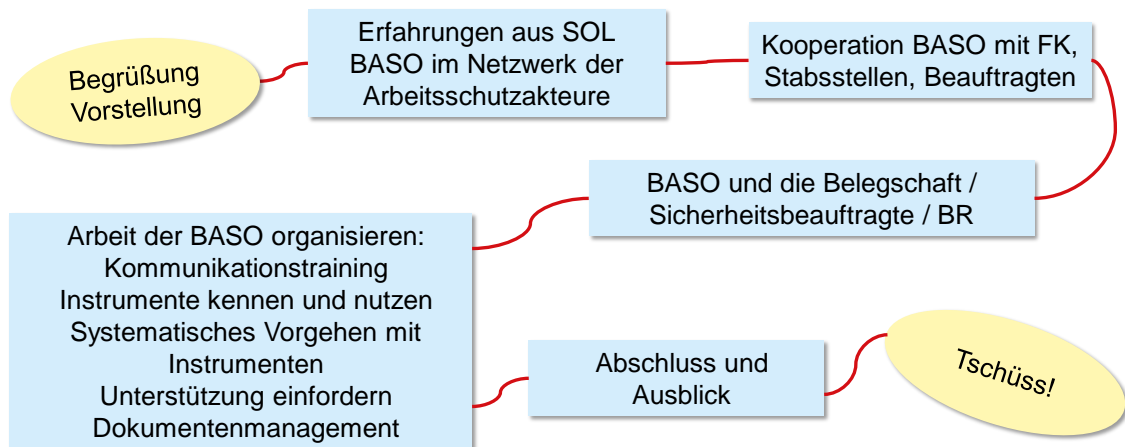 Begrüßung
Vorstellung
Erfahrungen aus SOL
BASO im Netzwerk der
Arbeitsschutzakteure
Kooperation BASO mit FK,
Stabsstellen, Beauftragten
BASO und die Belegschaft /
Sicherheitsbeauftragte / BR
Arbeit der BASO organisieren:
Kommunikationstraining
Instrumente kennen und nutzen
Systematisches Vorgehen mit
Instrumenten
Unterstützung einfordern
Dokumentenmanagement
Abschluss und
Ausblick
Tschüss!